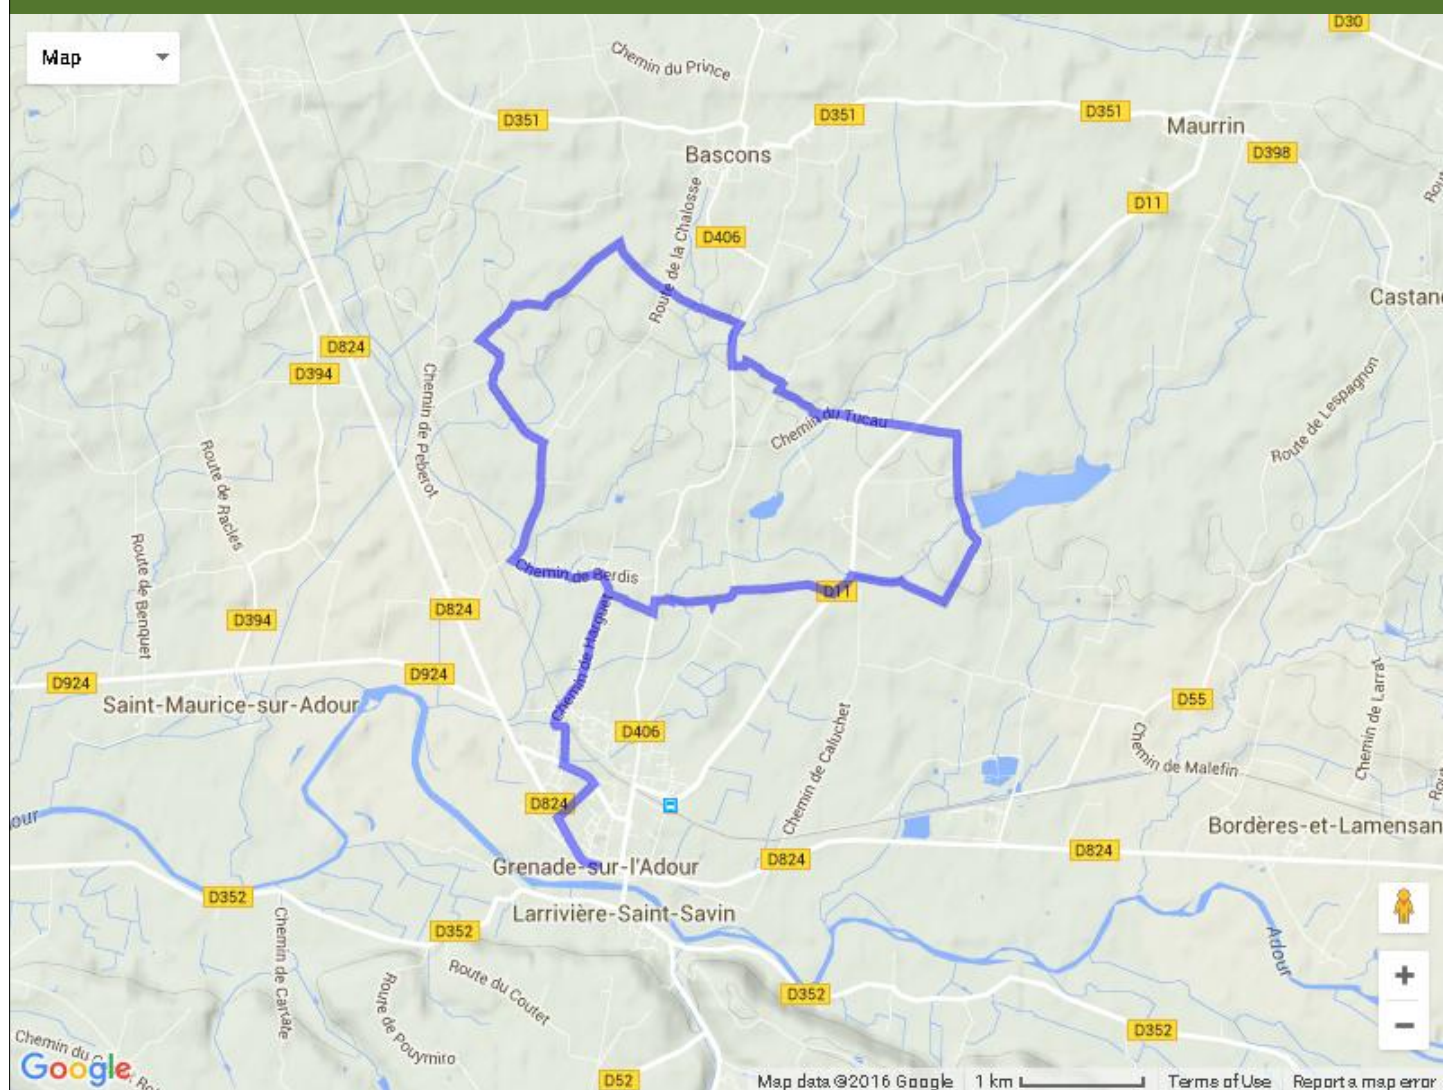 D30
Map
Chemin du Prince
D351
D351
D351
Maurrin
Bascons
D398
D11
Route de la Chalosse
D406
Castan
D824
D394
Chemin de Peberot
Route de Lespagnon
Chemin du Tucau
Route de Racles
Route de Benquet
Chemin de Berdis
D11
D824
D394
Chemin de Harguet
D924
D924
Saint-Maurice-sur-Adour
D55
Chemin de Larrat
D406
Chemin de Caluchet
Chemin de Malefin
D824
our
Bordères-et-Lamensan
D824
D824
Grenade-sur-l'Adour
D352
Larrivière-Saint-Savin
D352
Chemin de Cantate
Adour
Route du Coutet
Route de Pouymiro
D352
D352
Chemin du
Google
D52
Map data ©2016 Google
1 km
Terms of Use
Report a map error